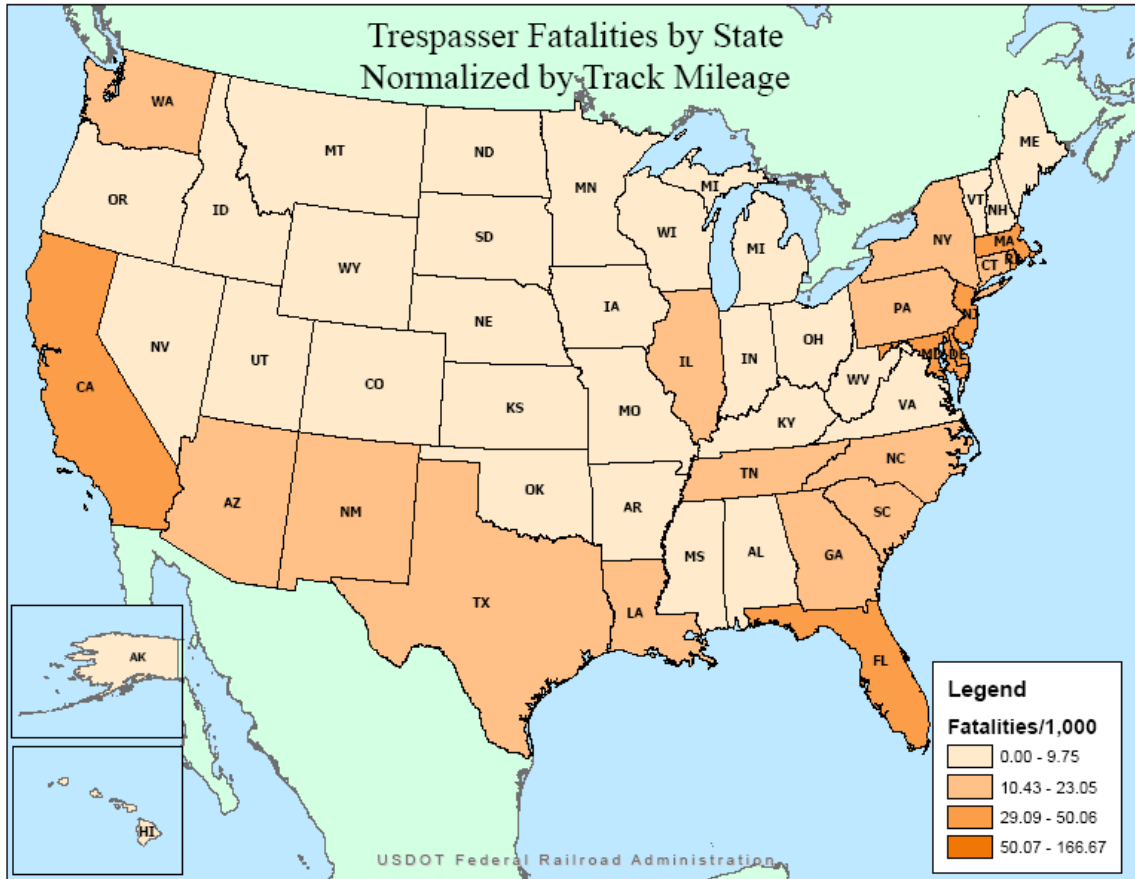 Trespasser Fatalities by State
Normalized by Track Mileage
WA
MT
ND
MN
ME
OR
ID
SD
WI
MI
MI
VT
NH
NY
MA
CT
RI
WY
IA
NE
PA
NJ
NV
UT
CO
IL
IN
OH
MD
DE
WV
VA
CA
KS
MO
KY
AZ
NM
OK
AR
TN
NC
SC
MS
AL
GA
TX
LA
FL
AK
HI
Legend
Fatalities/1,000
0.00 - 9.75
10.43 - 23.05
29.09 - 50.06
50.07 - 166.67
USDOT Federal Railroad Administration